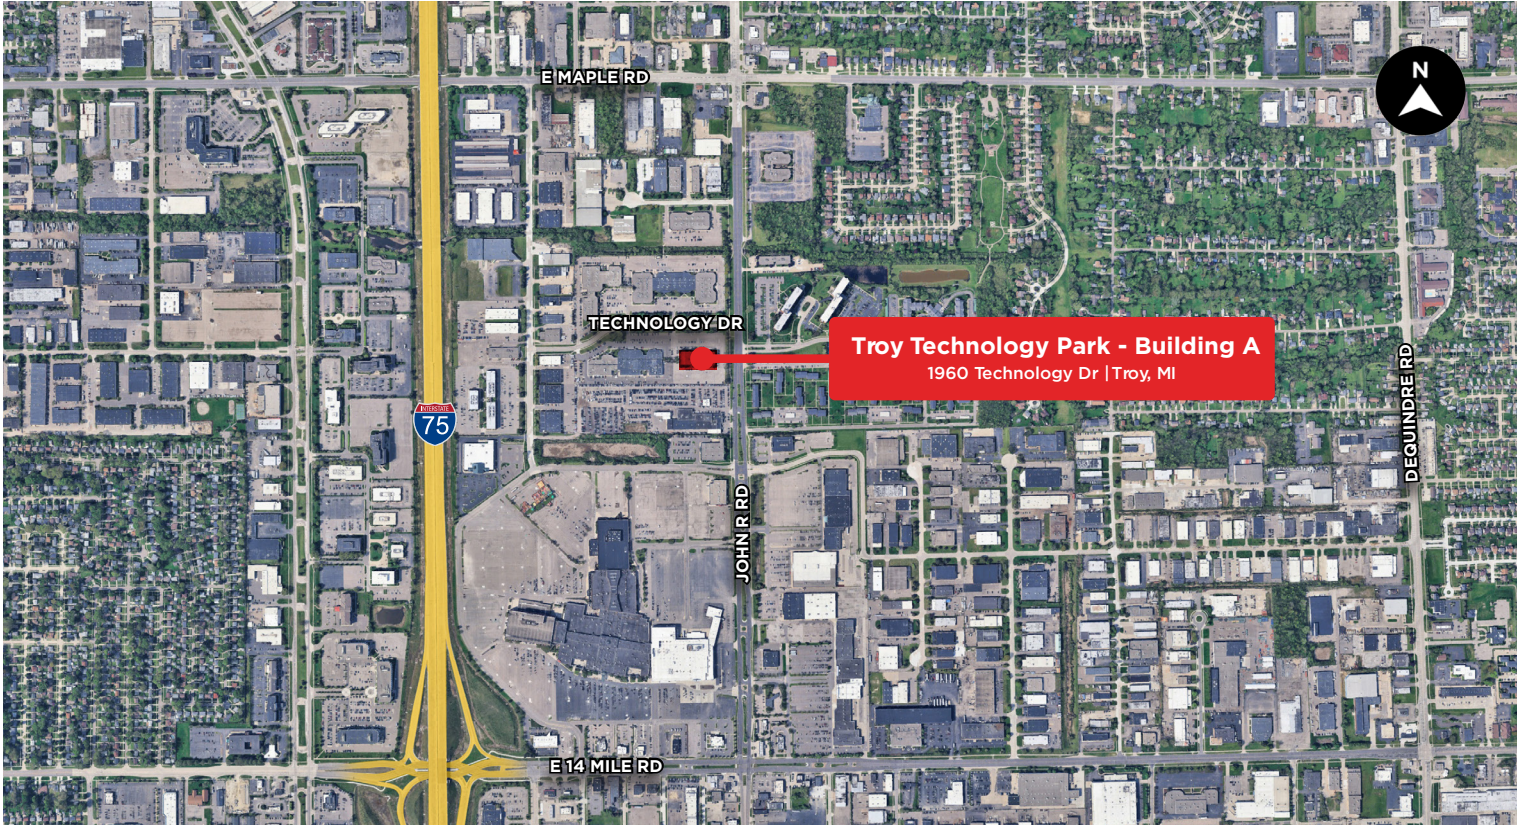 E MAPLE RD
N
TECHNOLOGY DR
Troy Technology Park - Building A
1960 Technology Dr | Troy, MI
INTERSTATE
75
DEQUINDRE RD
JOHN R RD
E 14 MILE RD